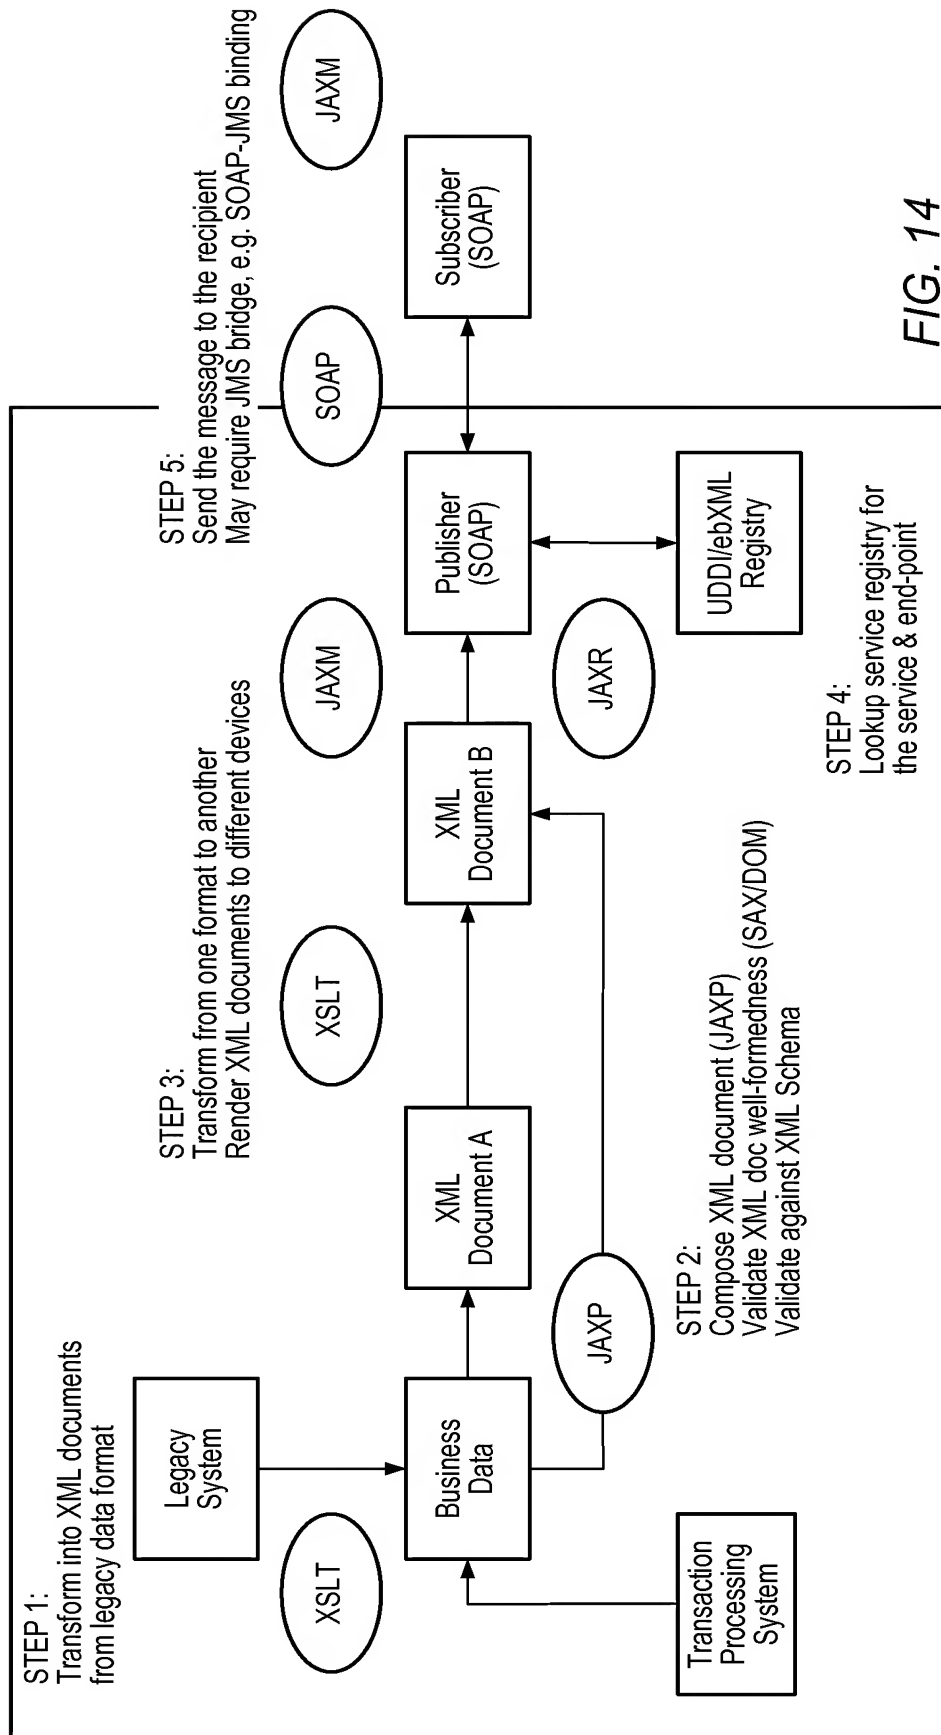 STEP 1:
Transform into XML documents
from legacy data format
Legacy
System
XSLT
Business
Data
Transaction
Processing
System
JAXP
STEP 2:
Compose XML document (JAXP)
Validate XML doc well-formedness (SAX/DOM)
Validate against XML Schema
XML
Document A
STEP 3:
Transform from one format to another
Render XML documents to different devices
XSLT
XML
Document B
JAXM
JAXR
Publisher
(SOAP)
UDDI/ebXML
Registry
STEP 4:
Lookup service registry for
the service & end-point
STEP 5:
Send the message to the recipient
May require JMS bridge, e.g. SOAP-JMS binding
SOAP
Subscriber
(SOAP)
JAXM
FIG. 14